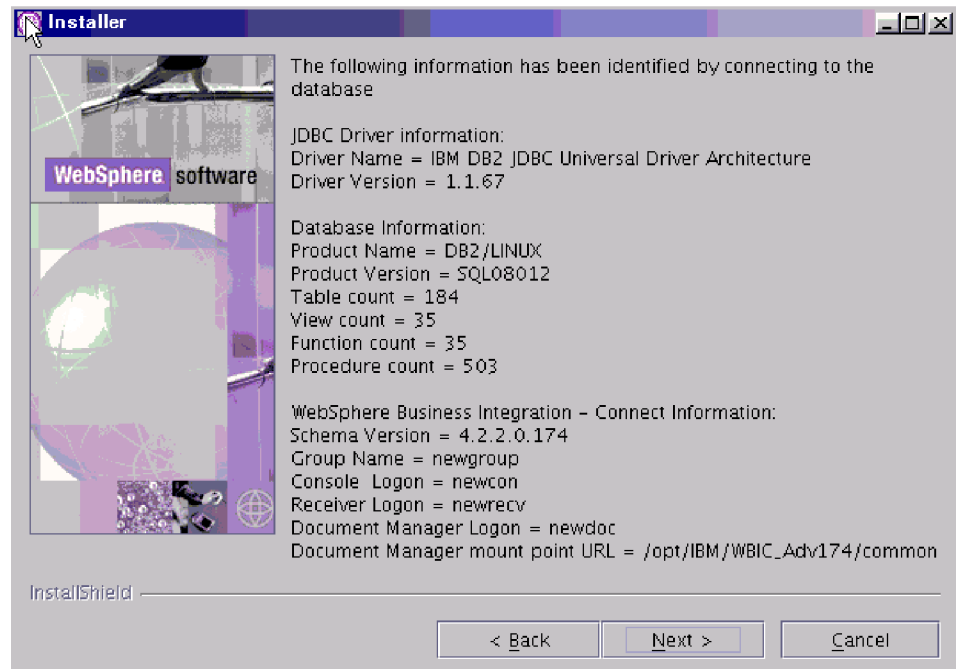 Installer
The following information has been identified by connecting to the
database
JDBC Driver information:
Driver Name = IBM DB2 JDBC Universal Driver Architecture
Driver Version = 1.1.67
Database Information:
Product Name = DB2/LINUX
Product Version = SQL08012
Table count = 184
View count = 35
Function count = 35
Procedure count = 503
WebSphere Business Integration – Connect Information:
Schema Version = 4.2.2.0.174
Group Name = newgroup
Console  Logon = newcon
Receiver Logon = newrecv
Document Manager Logon = newdoc
Document Manager mount point URL = /opt/IBM/WBIC_Adv174/common
WebSphere software
InstallShield
< Back
Next >
Cancel